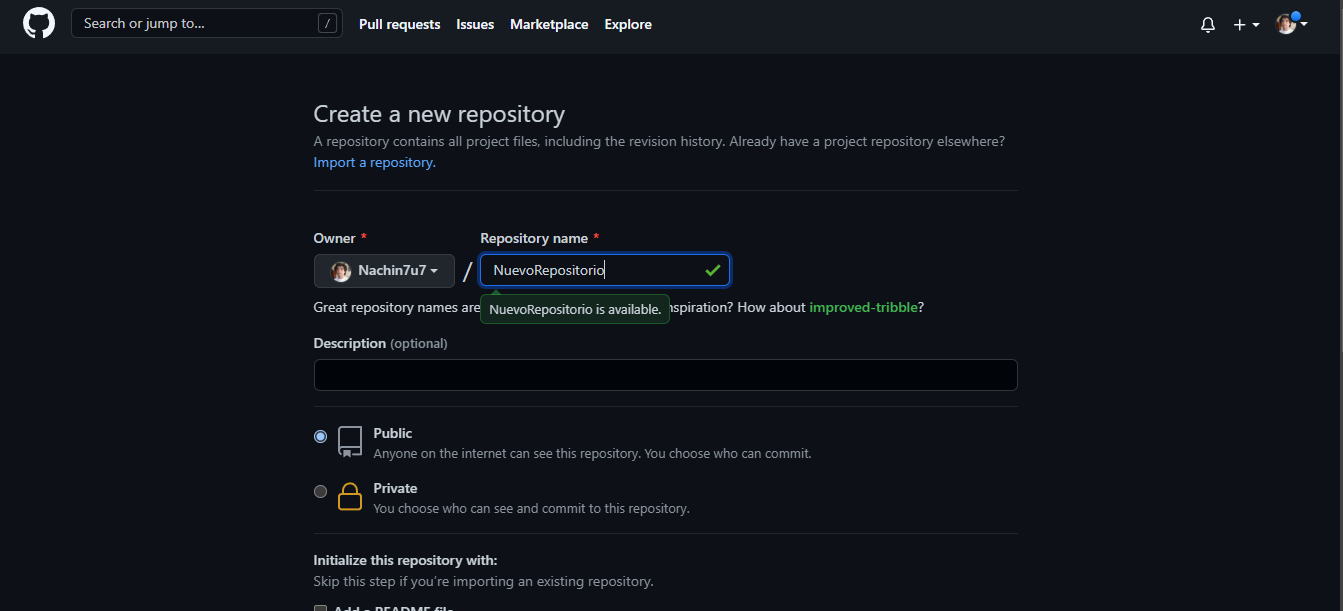 Search or jump to... / Pull requests Issues Marketplace Explore
Create a new repository
A repository contains all project files, including the revision history. Already have a project repository elsewhere?
Import a repository.
Owner * Repository name *
Nachin7u7 / NuevoRepositorio
Great repository names are spiration? How about improved-tribble?
NuevoRepositorio is available.
Description (optional)
Public
Anyone on the internet can see this repository. You choose who can commit.
Private
You choose who can see and commit to this repository.
Initialize this repository with:
Skip this step if you're importing an existing repository.
Add a README file